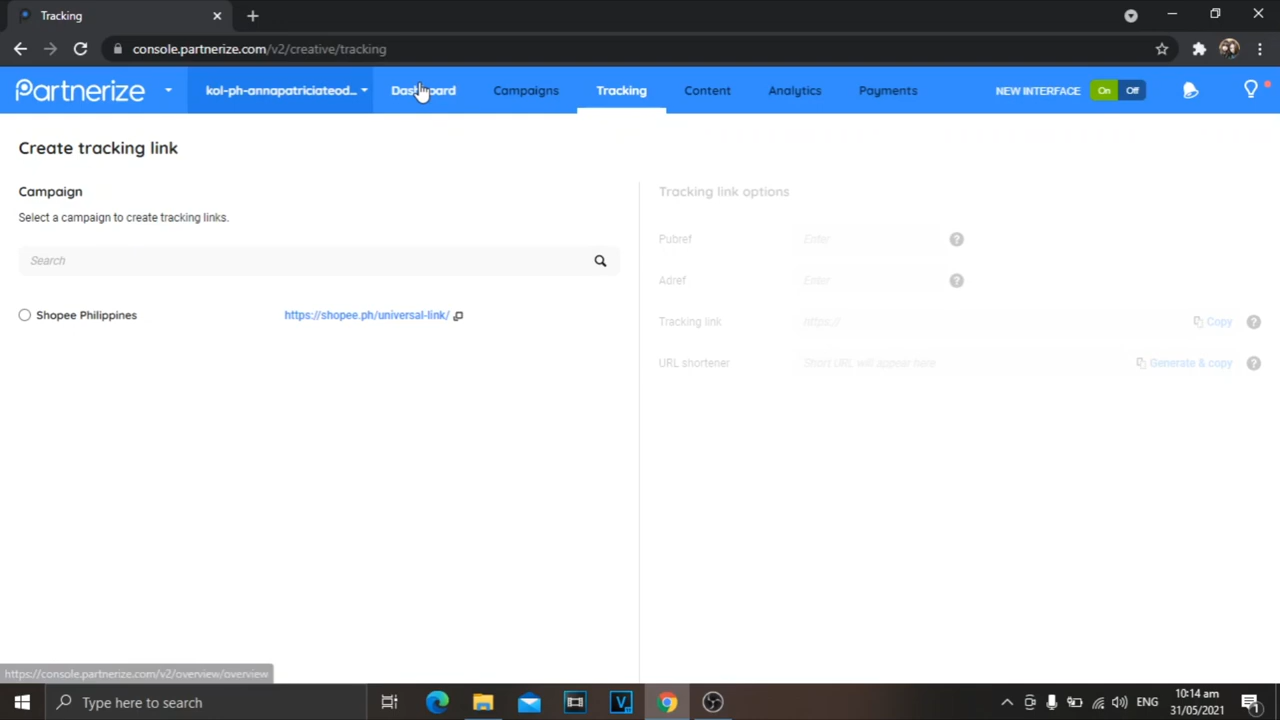 Tracking
console.partnerize.com/v2/creative/tracking
Partnerize
kol-ph-annapatriciateod...
Dashboard
Campaigns
Tracking
Content
Analytics
Payments
NEW INTERFACE
On
Off
Create tracking link
Campaign
Select a campaign to create tracking links.
Search
Shopee Philippines
https://shopee.ph/universal-link/
Tracking link options
Pubref
Enter
?
Adref
Enter
?
Tracking link
https://
Copy
?
URL shortener
Short URL will appear here
Generate & copy
?
https://console.partnerize.com/v2/overview/overview
Type here to search
ENG
10:14 am
31/05/2021